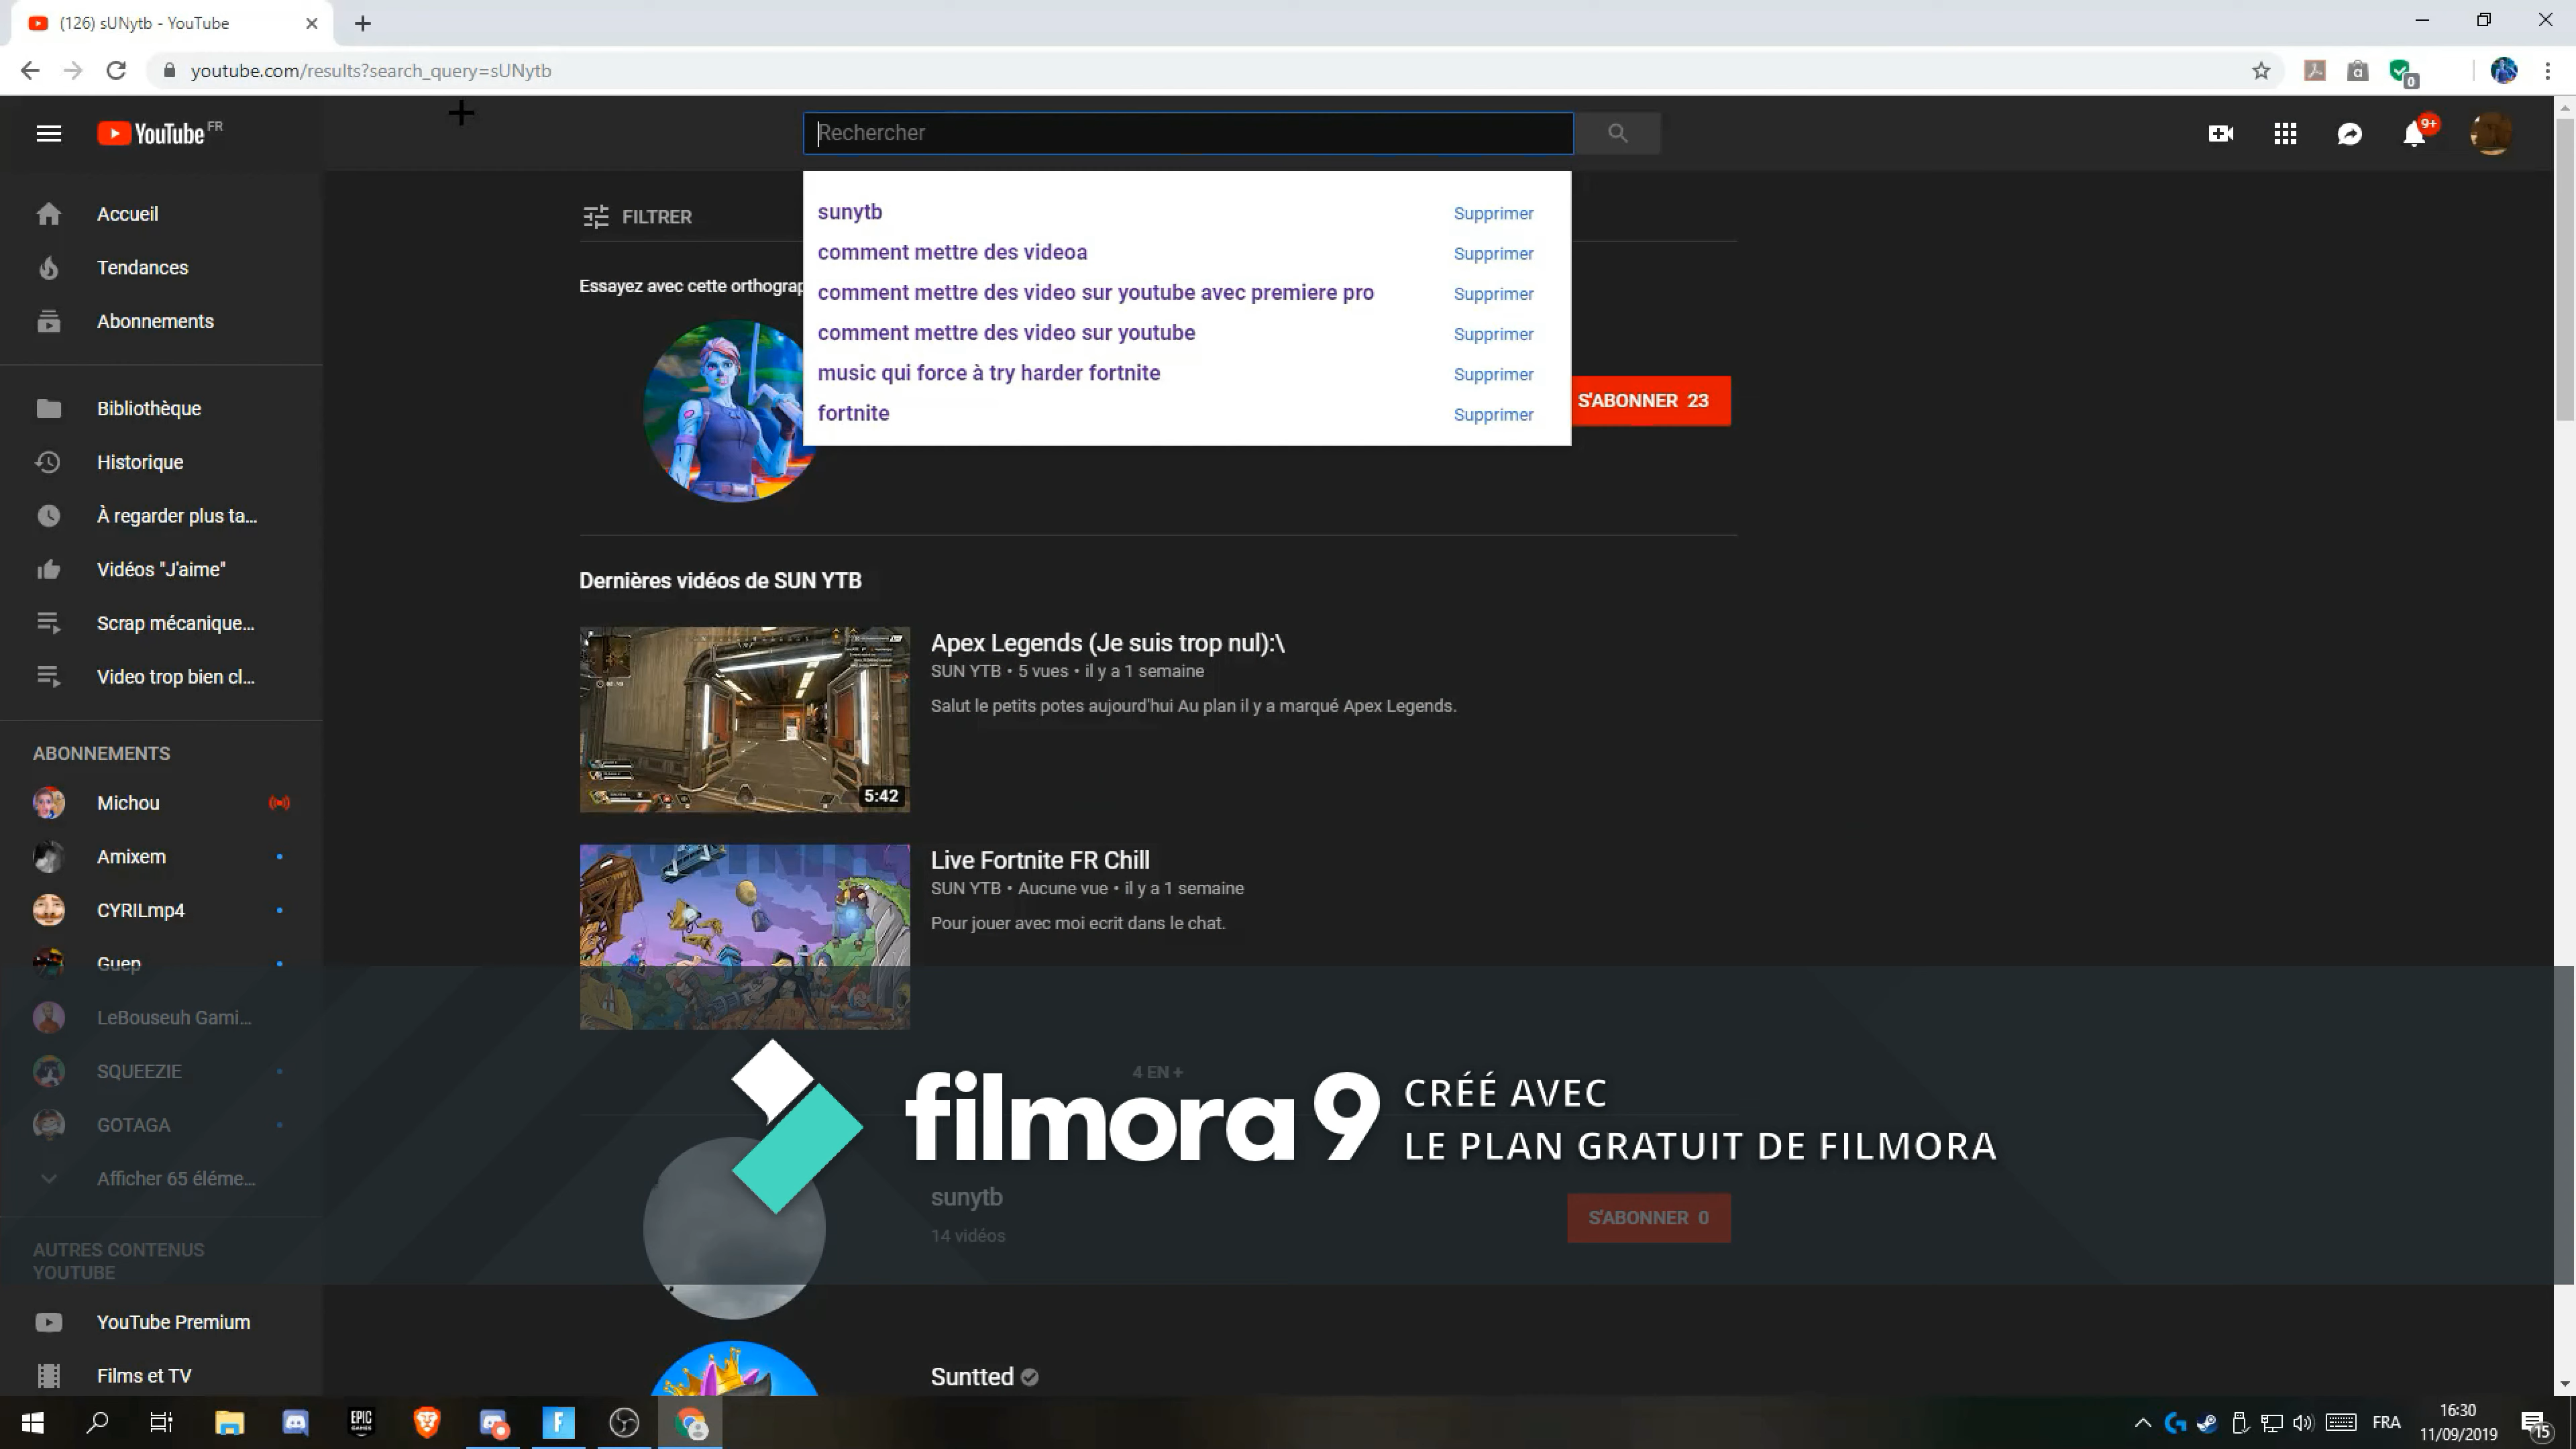 (126) sUNytb - YouTube
youtube.com/results?search_query=sUNytb
0
YouTube FR
Rechercher
9+
Accueil
Tendances
Abonnements
Bibliothèque
Historique
À regarder plus ta...
Vidéos "J'aime"
Scrap mécanique...
Video trop bien cl...
ABONNEMENTS
Michou
Amixem
CYRILmp4
Guep
LeBouseuh Gami...
SQUEEZIE
GOTAGA
Afficher 65 éléme...
AUTRES CONTENUS
YOUTUBE
YouTube Premium
Films et TV
FILTRER
Essayez avec cette orthograp
sunytb Supprimer
comment mettre des videoa Supprimer
comment mettre des video sur youtube avec premiere pro Supprimer
comment mettre des video sur youtube Supprimer
music qui force à try harder fortnite Supprimer
fortnite Supprimer
S'ABONNER 23
Dernières vidéos de SUN YTB
Apex Legends (Je suis trop nul):\
SUN YTB • 5 vues • il y a 1 semaine
Salut le petits potes aujourd'hui Au plan il y a marqué Apex Legends.
5:42
Live Fortnite FR Chill
SUN YTB • Aucune vue • il y a 1 semaine
Pour jouer avec moi ecrit dans le chat.
4 EN +
filmora 9
CRÉÉ AVEC
LE PLAN GRATUIT DE FILMORA
sunytb
14 vidéos
S'ABONNER 0
Suntted
EPIC
GAMES
F
FRA
16:30
11/09/2019
15